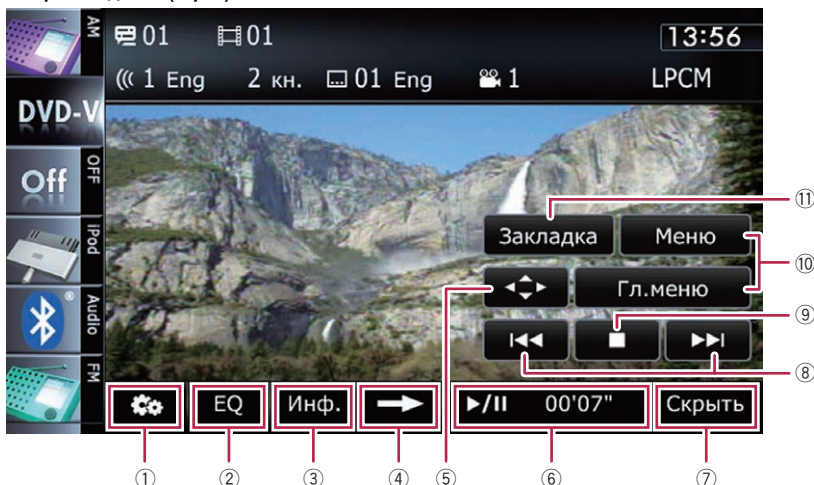 AM
01 01 13:56
1 Eng 2 кн. 01 Eng 1 LPCM
DVD-V
OFF
Off
iPod
Audio
FM
Закладка Меню
Гл.меню
EQ Инф. ►/II 00'07" Скрыть
⑪
⑩
⑨
⑧
① ② ③ ④ ⑤ ⑥ ⑦